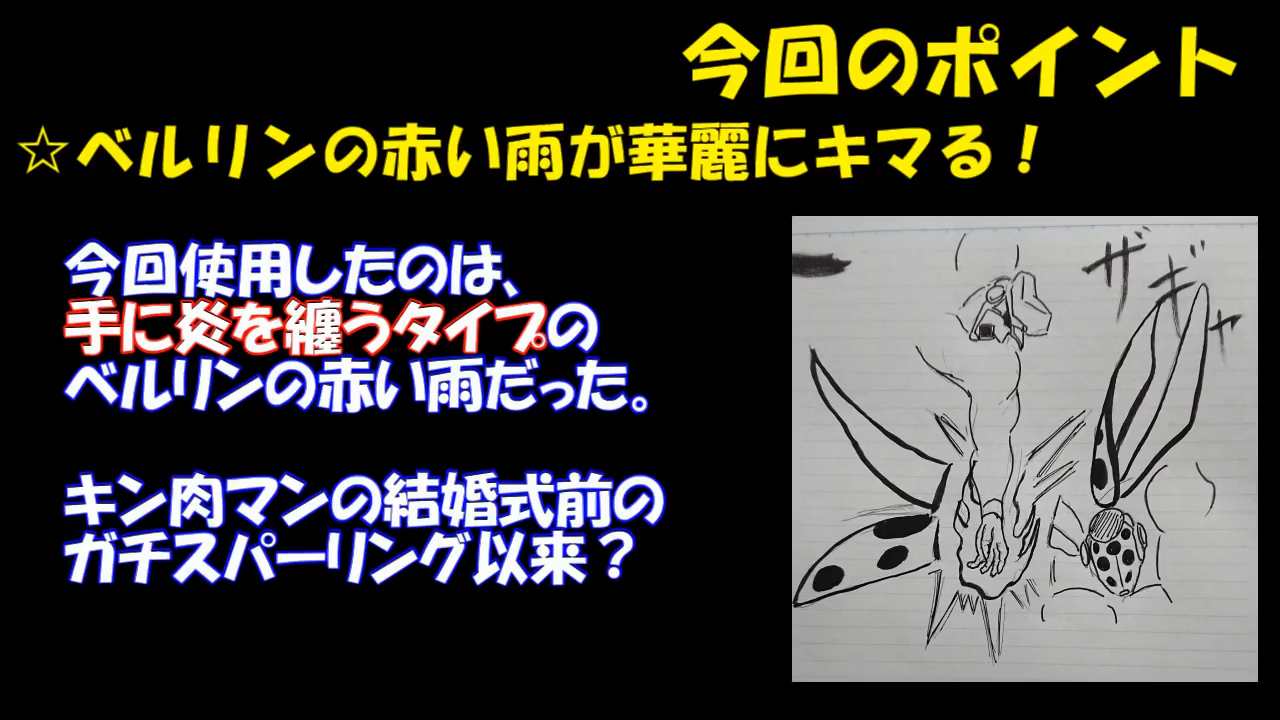 今回のポイント
☆ベルリンの赤い雨が華麗にキマる！
今回使用したのは、
手に炎を纏うタイプの
ベルリンの赤い雨だった。
キン肉マンの結婚式前の
ガチスパーリング以来？
ザギャ